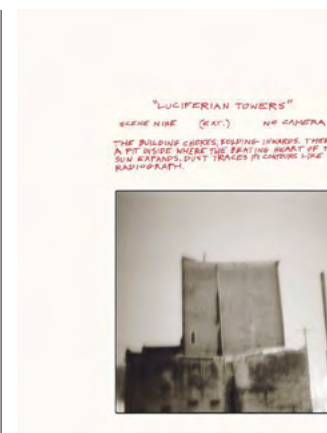 "LUCIFERIAN TOWERS"
SCENE NINE (EXT.) NO CAMERA
THE BUILDING CHOKES, FOLDING INWARDS. THER
A PIT INSIDE WHERE THE BEATING HEART OF T
SUN EXPANDS. DUST TRACES ITS CONTOURS LIKE
RADIOGRAPH.